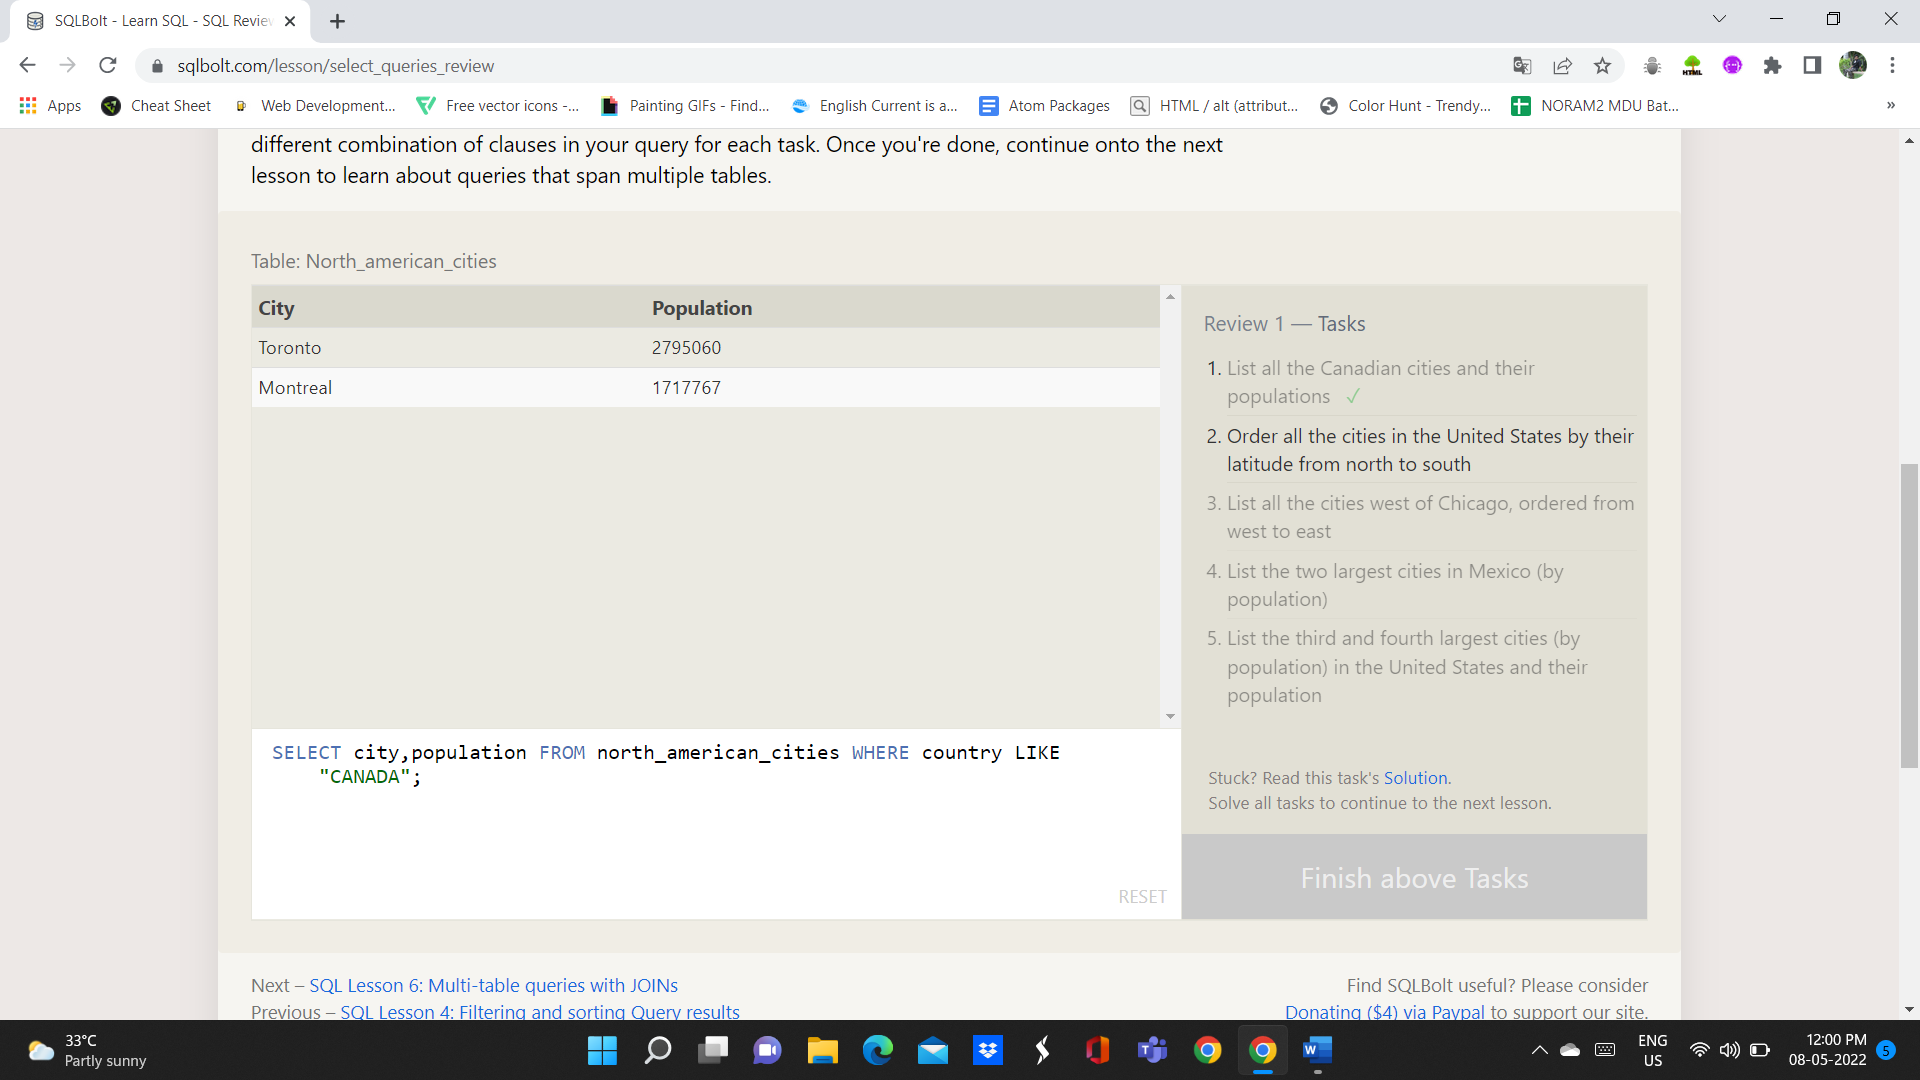 SQLBolt - Learn SQL - SQL Review
sqlbolt.com/lesson/select_queries_review
Apps Cheat Sheet Web Development... Free vector icons -... Painting GIFs - Find... English Current is a... Atom Packages HTML / alt (attribut... Color Hunt - Trendy... NORAM2 MDU Bat... »
different combination of clauses in your query for each task. Once you're done, continue onto the next
lesson to learn about queries that span multiple tables.
Table: North_american_cities
City Population
Toronto 2795060
Montreal 1717767
Review 1 — Tasks
1. List all the Canadian cities and their
populations ✓
2. Order all the cities in the United States by their
latitude from north to south
3. List all the cities west of Chicago, ordered from
west to east
4. List the two largest cities in Mexico (by
population)
5. List the third and fourth largest cities (by
population) in the United States and their
population
SELECT city,population FROM north_american_cities WHERE country LIKE
"CANADA";
RESET
Stuck? Read this task's Solution.
Solve all tasks to continue to the next lesson.
Finish above Tasks
Next – SQL Lesson 6: Multi-table queries with JOINs
Previous – SQL Lesson 4: Filtering and sorting Query results
Find SQLBolt useful? Please consider
Donating ($4) via Paypal to support our site.
33°C
Partly sunny
ENG
US
12:00 PM
08-05-2022
5